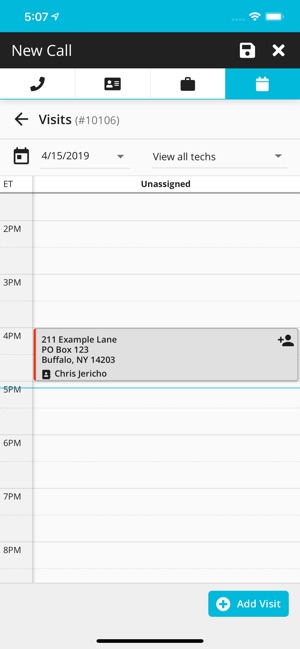 5:07
New Call
Visits (#10106)
4/15/2019 View all techs
ET Unassigned
2PM
3PM
4PM
211 Example Lane
PO Box 123
Buffalo, NY 14203
Chris Jericho
5PM
6PM
7PM
8PM
Add Visit